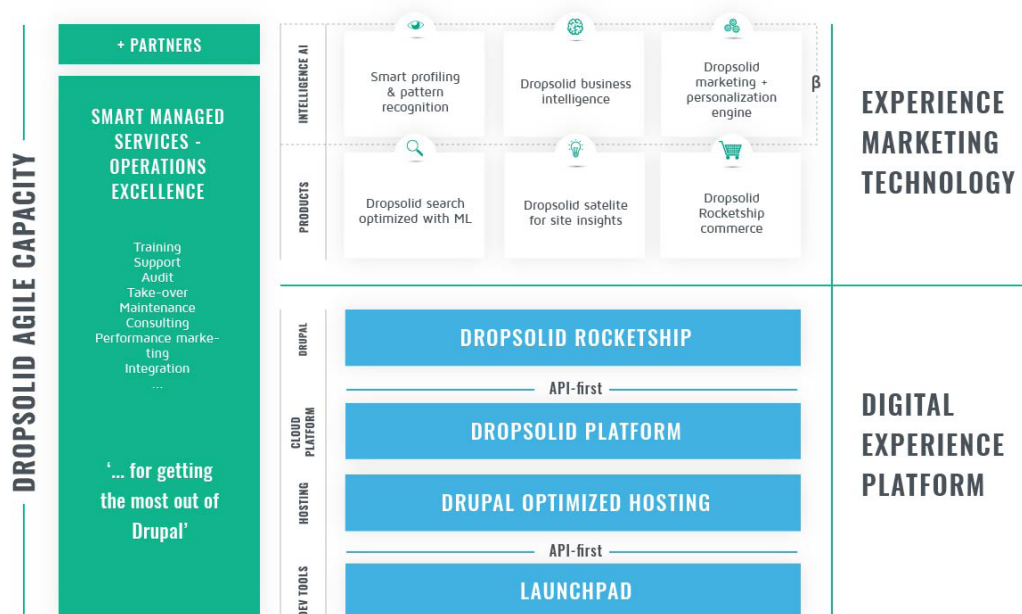 DROPSOLID AGILE CAPACITY
+ PARTNERS
SMART MANAGED
SERVICES -
OPERATIONS
EXCELLENCE
Training
Support
Audit
Take-over
Maintenance
Consulting
Performance marke-
ting
Integration
...
‘... for getting
the most out of
Drupal’
INTELLIGENCE AI
Smart profiling
& pattern
recognition
Dropsolid business
intelligence
Dropsolid
marketing +
personalization
engine
β
PRODUCTS
Dropsolid search
optimized with ML
Dropsolid satelite
for site insights
Dropsolid
Rocketship
commerce
EXPERIENCE
MARKETING
TECHNOLOGY
DRUPAL
DROPSOLID ROCKETSHIP
API-first
CLOUD
PLATFORM
DROPSOLID PLATFORM
HOSTING
DRUPAL OPTIMIZED HOSTING
API-first
DEV TOOLS
LAUNCHPAD
DIGITAL
EXPERIENCE
PLATFORM